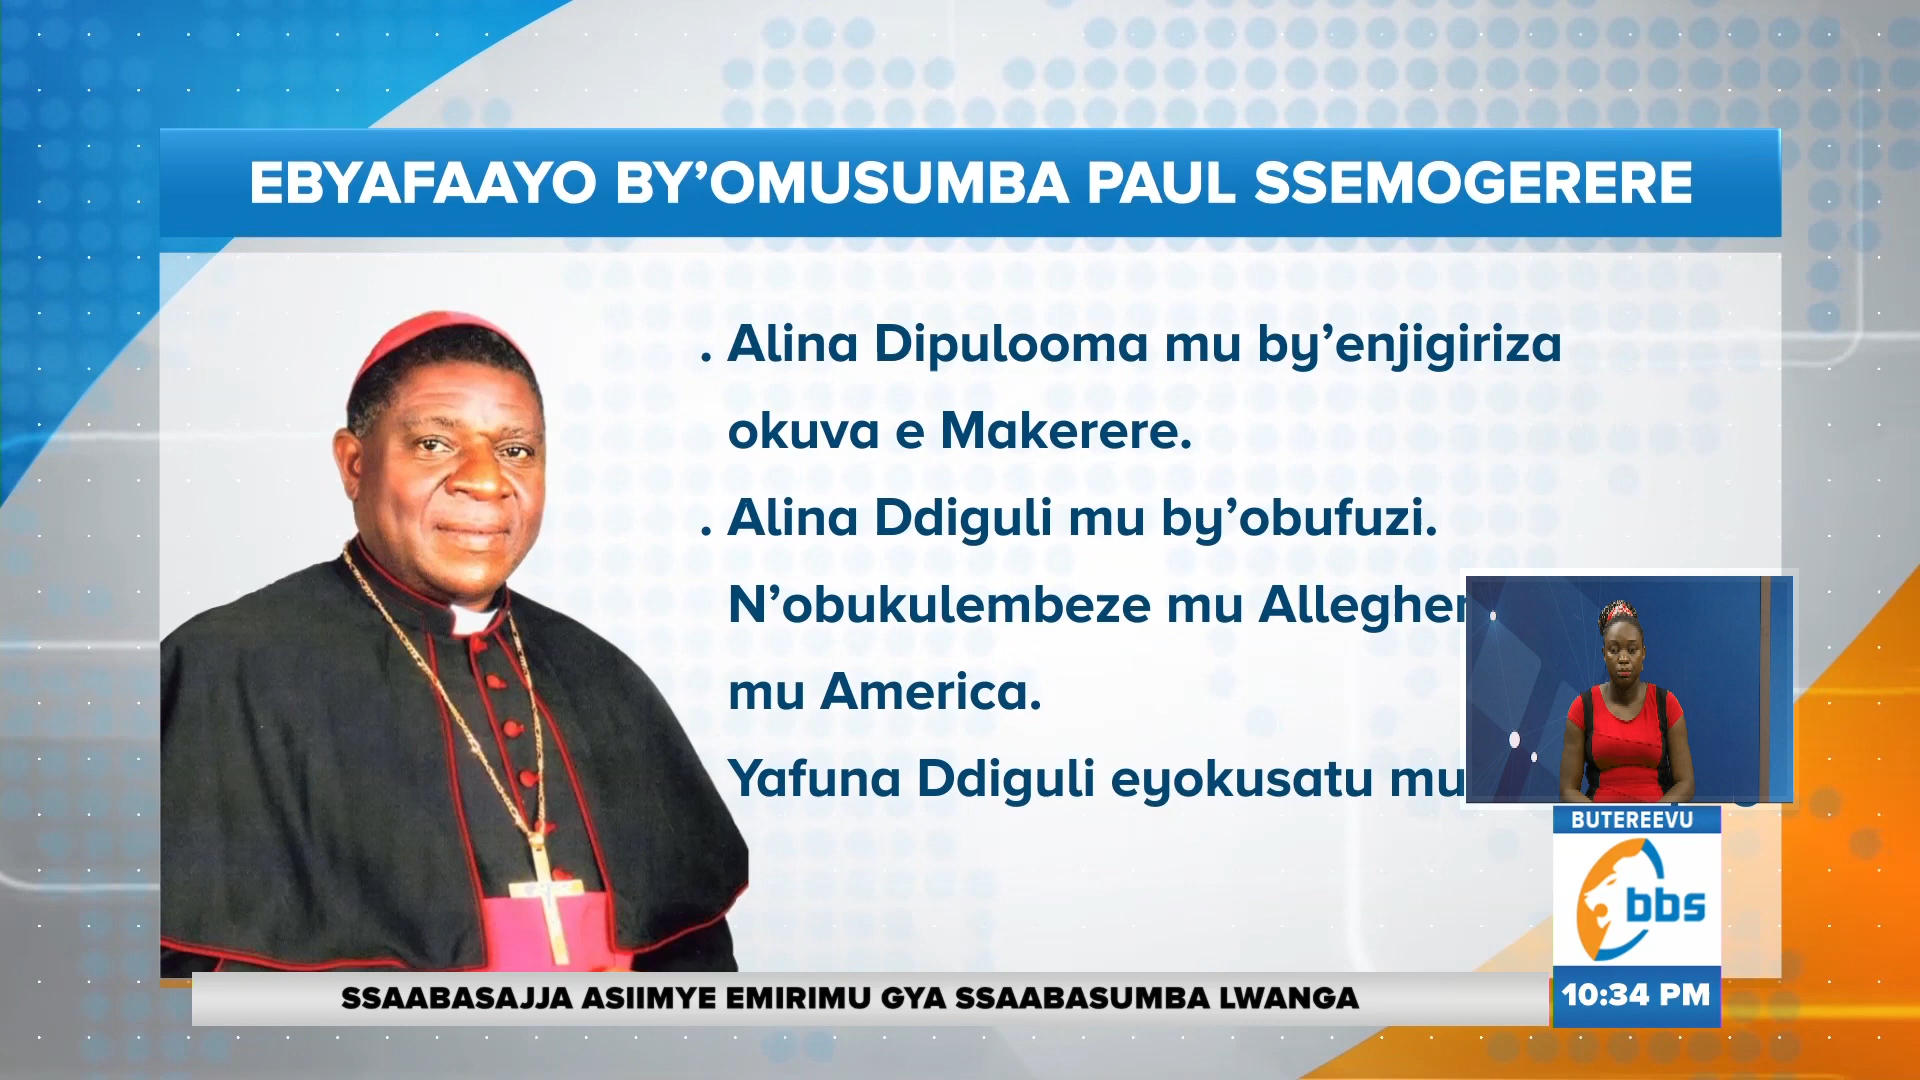 EBYAFAAYO BY’OMUSUMBA PAUL SSEMOGERERE
. Alina Dipulooma mu by’enjigiriza
okuva e Makerere.
. Alina Ddiguli mu by’obufuzi.
N’obukulembeze mu
mu America.
Yafuna Ddiguli eyokusatu mu
BUTEREEVU
bbs
10:34 PM
SSAABASAJJA ASIIMYE EMIRIMU GYA SSAABASUMBA LWANGA